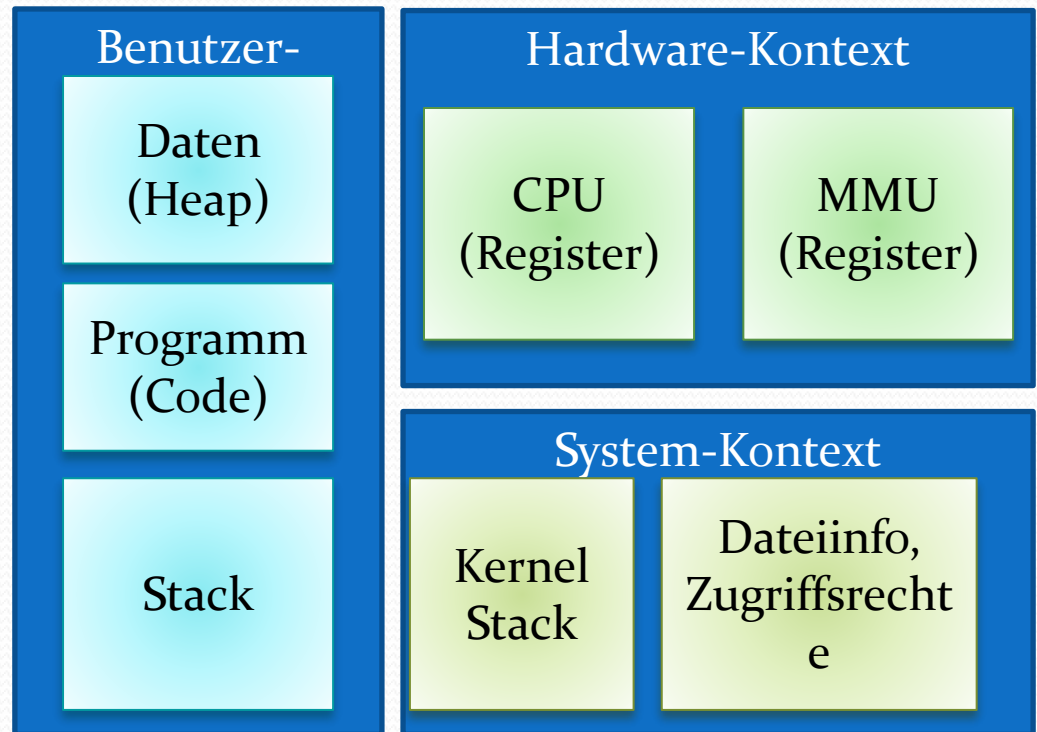 Benutzer-
Daten
(Heap)
Programm
(Code)
Stack
Hardware-Kontext
CPU
(Register)
MMU
(Register)
System-Kontext
Kernel
Stack
Dateiinfo,
Zugriffsrecht
e